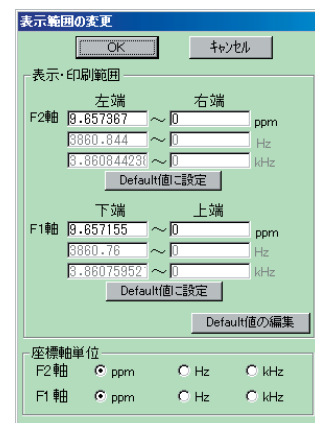 表示範囲の変更
OK キャンセル
表示・印刷範囲
左端 右端
F2軸 9.657367 ～ 0 ppm
3860.844 ～ 0 Hz
3.860844238 ～ 0 kHz
Default値に設定
下端 上端
F1軸 9.657155 ～ 0 ppm
3860.76 ～ 0 Hz
3.86075952 ～ 0 kHz
Default値に設定
Default値の編集
座標軸単位
F2軸 ppm Hz kHz
F1軸 ppm Hz kHz